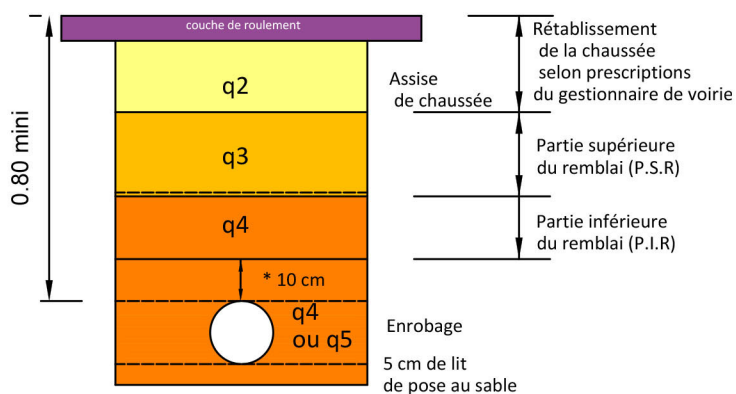 couche de roulement
0.80 mini
q2
q3
q4
* 10 cm
q4
ou q5
Assise
de chaussée
Enrobage
5 cm de lit
de pose au sable
Rétablissement
de la chaussée
selon prescriptions
du gestionnaire de voirie
Partie supérieure
du remblai (P.S.R)
Partie inférieure
du remblai (P.I.R)